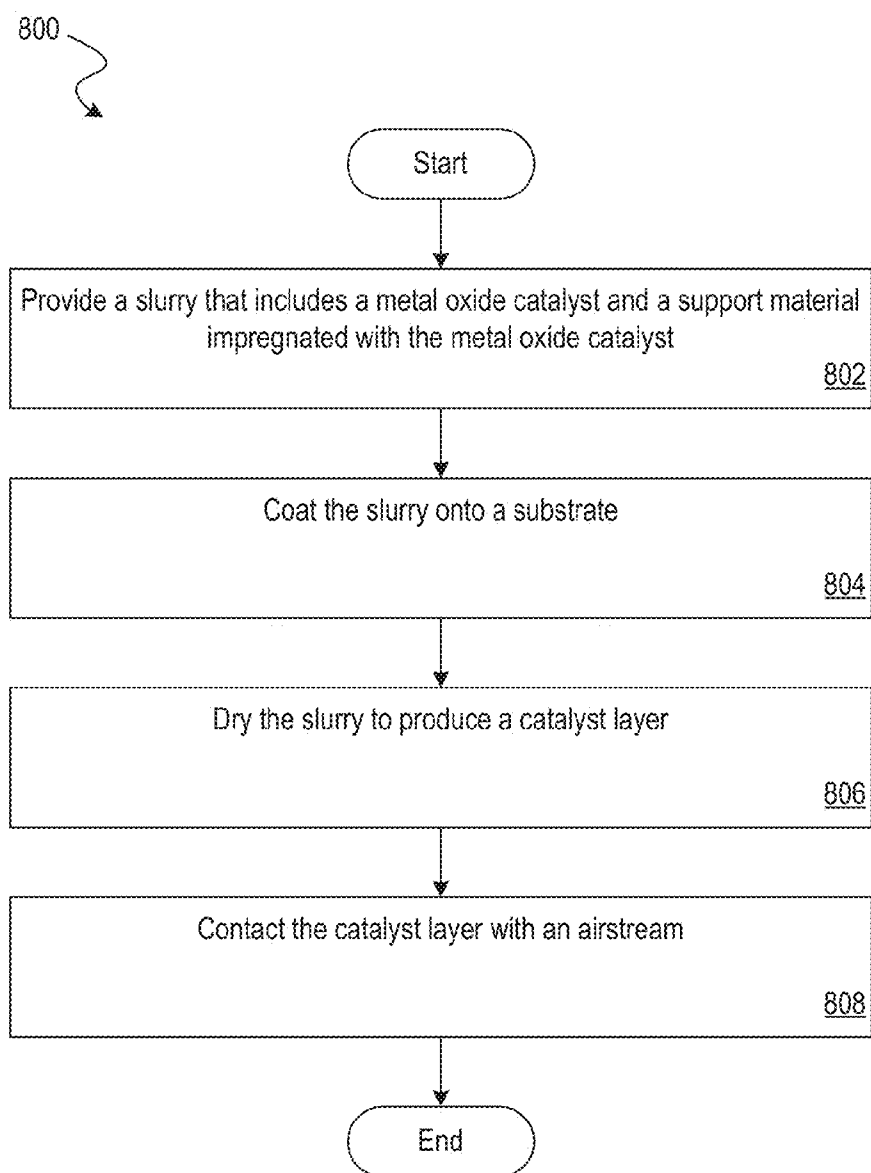 800
Start
Provide a slurry that includes a metal oxide catalyst and a support material
impregnated with the metal oxide catalyst
802
Coat the slurry onto a substrate
804
Dry the slurry to produce a catalyst layer
806
Contact the catalyst layer with an airstream
808
End